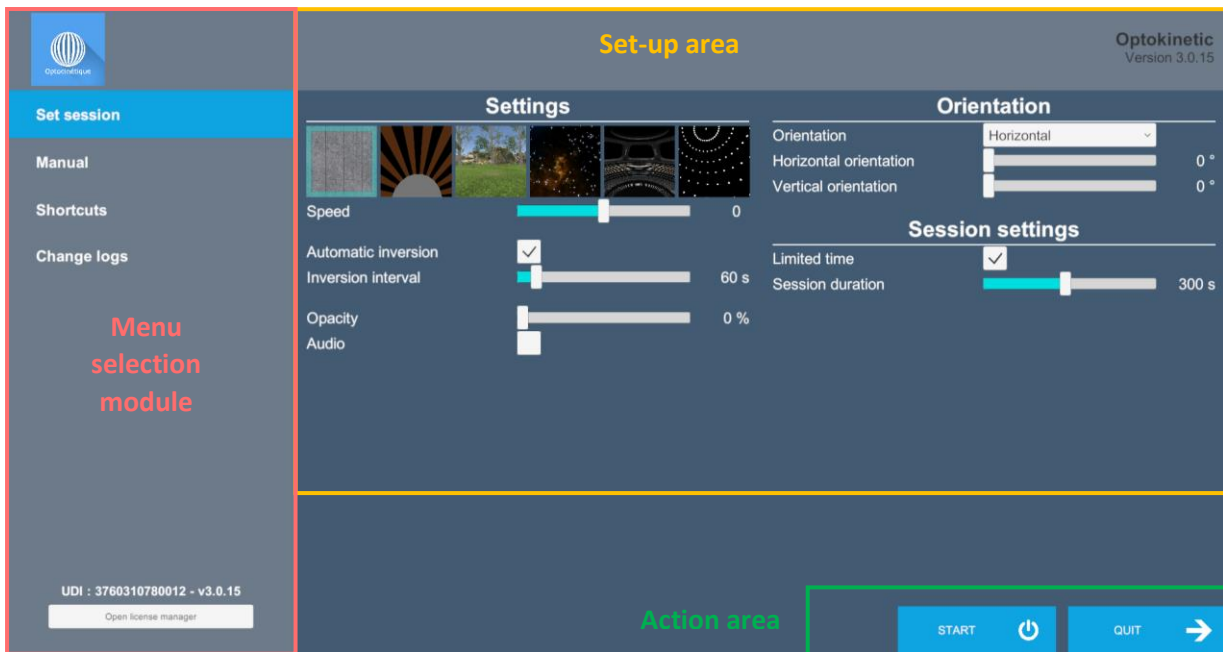 Optocinétique
Set session
Manual
Shortcuts
Change logs
Menu
selection
module
UDI : 3760310780012 - v3.0.15
Open license manager
Set-up area
Optokinetic
Version 3.0.15
Settings
Speed 0
Automatic inversion
Inversion interval 60 s
Opacity 0 %
Audio
Orientation
Orientation Horizontal
Horizontal orientation 0 °
Vertical orientation 0 °
Session settings
Limited time
Session duration 300 s
Action area
START
QUIT